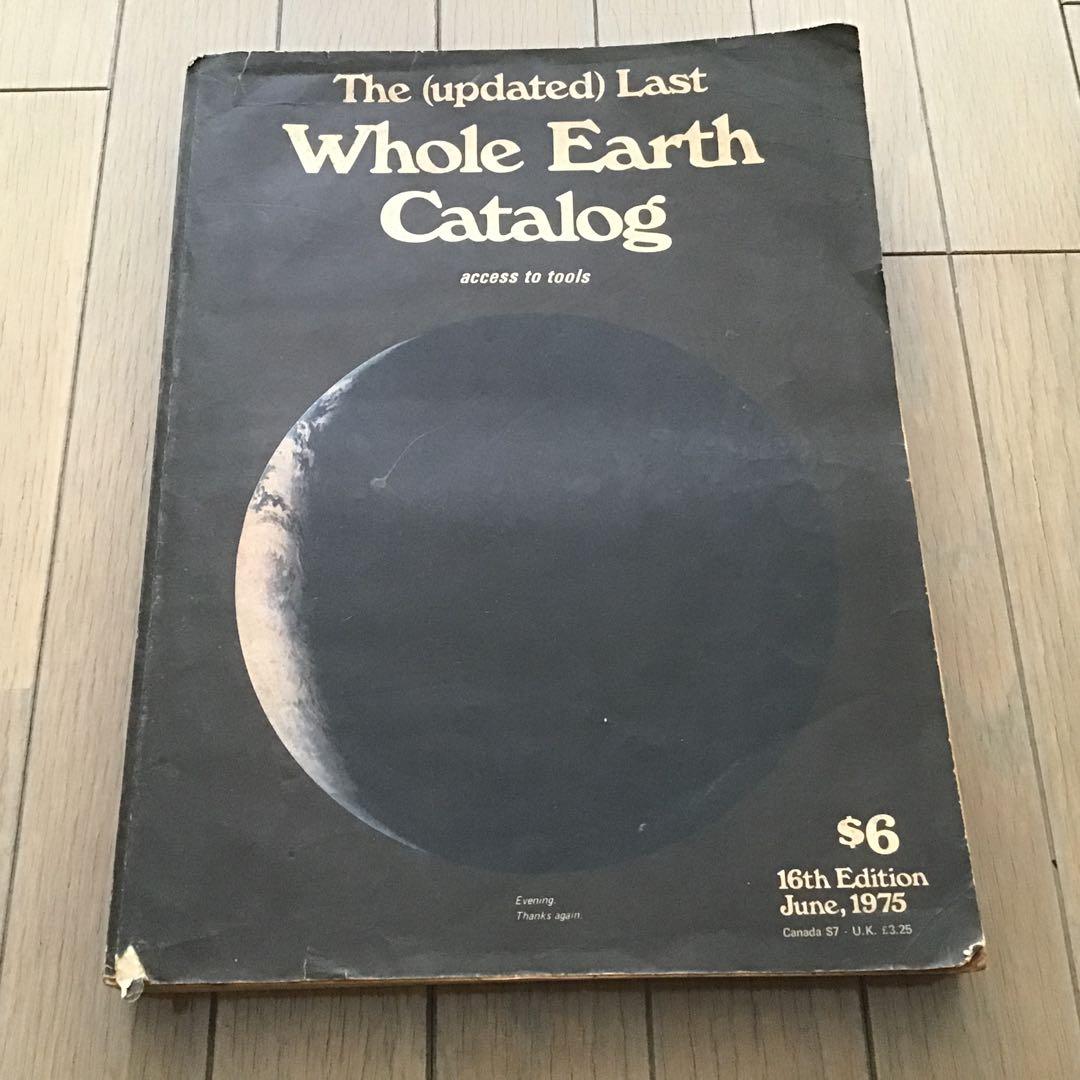 The (updated) Last
Whole Earth
Catalog
access to tools
$6
16th Edition
June, 1975
Canada $7 - U.K. £3.25
Evening.
Thanks again.